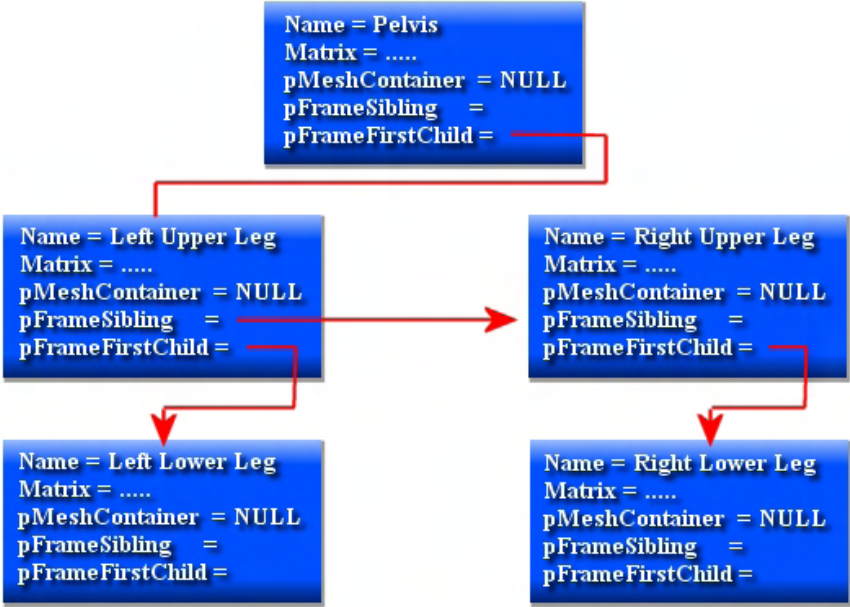 Name = Pelvis
Matrix = .....
pMeshContainer = NULL
pFrameSibling =
pFrameFirstChild =
Name = Left Upper Leg
Matrix = .....
pMeshContainer = NULL
pFrameSibling =
pFrameFirstChild =
Name = Right Upper Leg
Matrix = .....
pMeshContainer = NULL
pFrameSibling =
pFrameFirstChild =
Name = Left Lower Leg
Matrix = .....
pMeshContainer = NULL
pFrameSibling =
pFrameFirstChild =
Name = Right Lower Leg
Matrix = .....
pMeshContainer = NULL
pFrameSibling =
pFrameFirstChild =